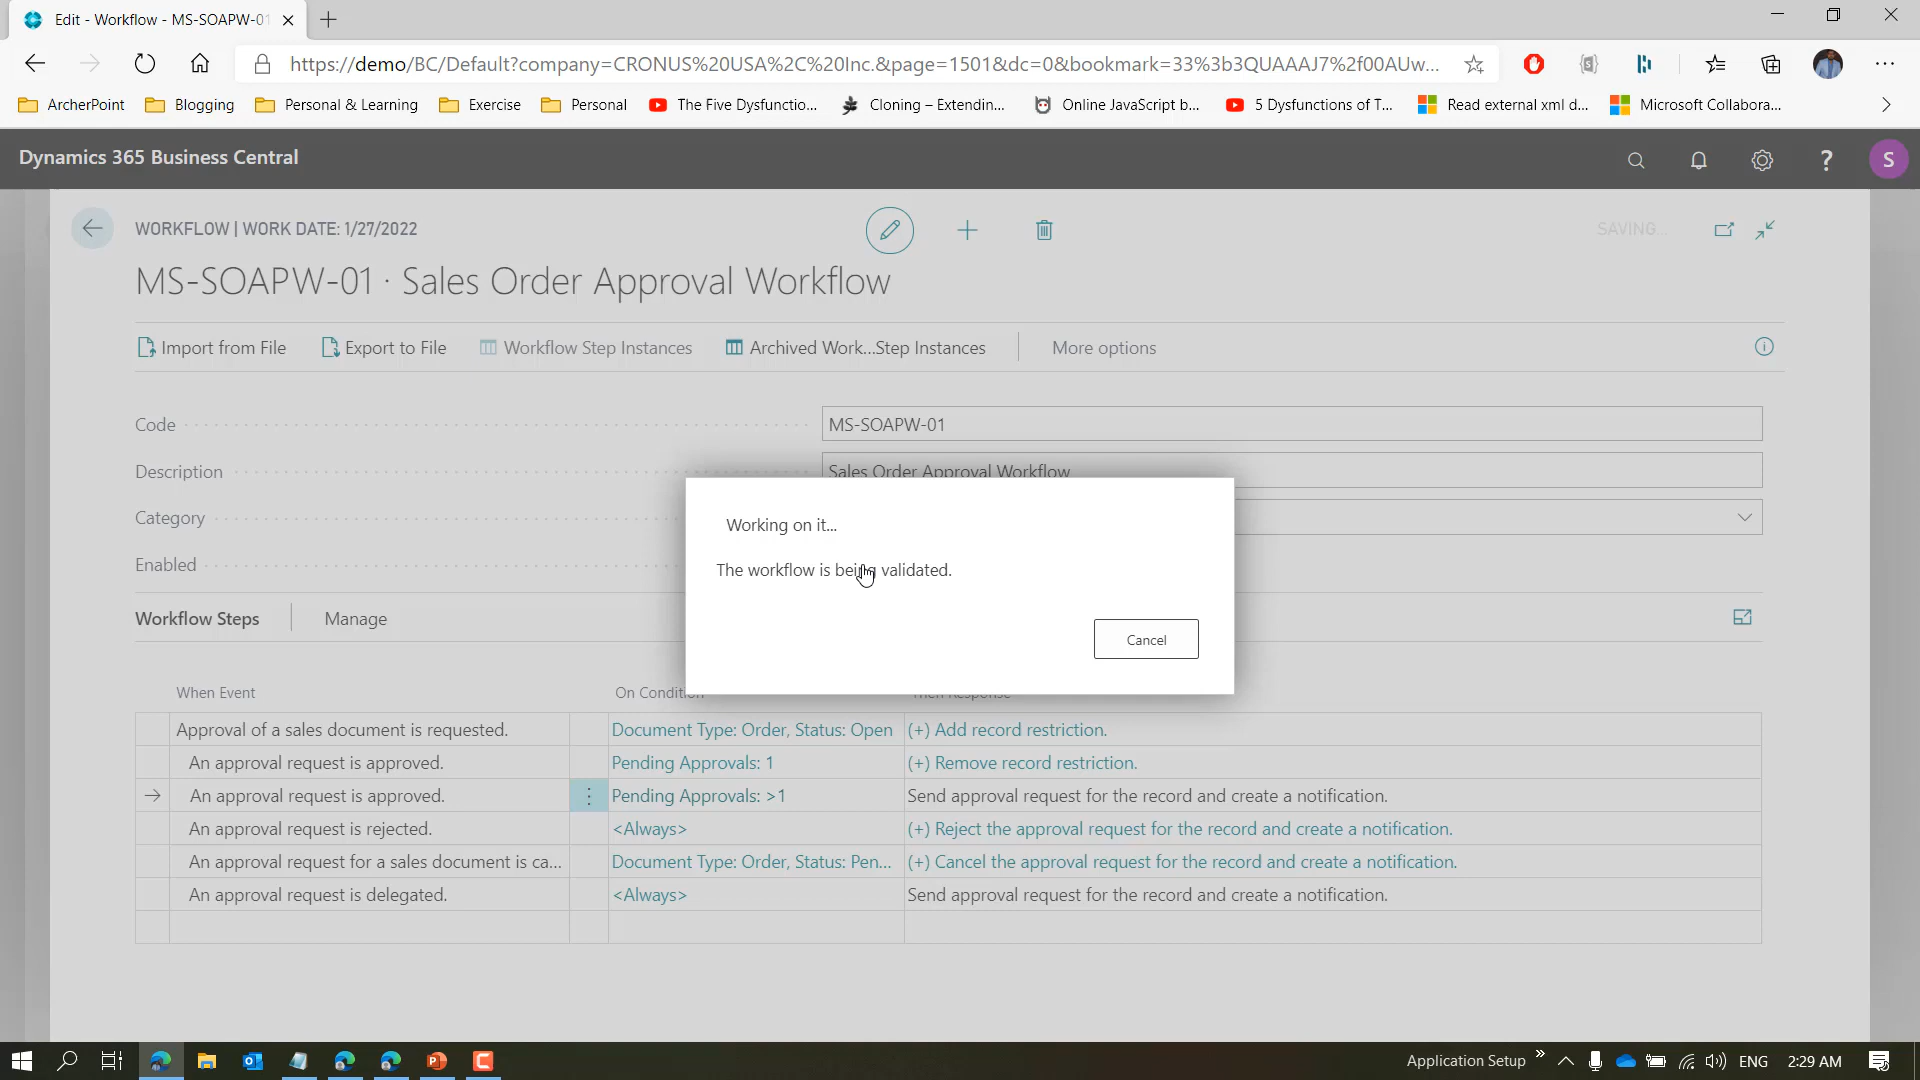 Edit - Workflow - MS-SOAPW-01
https://demo/BC/Default?company=CRONUS%20USA%2C%20Inc.&page=1501&dc=0&bookmark=33%3b3QUAAAJ7%2f00AUw...
ArcherPoint
Blogging
Personal & Learning
Exercise
Personal
The Five Dysfunctio...
Cloning – Extendin...
Online JavaScript b...
5 Dysfunctions of T...
Read external xml d...
Microsoft Collabora...
Dynamics 365 Business Central
?
S
WORKFLOW | WORK DATE: 1/27/2022
SAVING...
MS-SOAPW-01 · Sales Order Approval Workflow
Import from File
Export to File
Workflow Step Instances
Archived Work...Step Instances
More options
Code
MS-SOAPW-01
Description
Sales Order Approval Workflow
Category
Enabled
Working on it...
The workflow is being validated.
Cancel
Workflow Steps
Manage
When Event
On Condition
Then Response
Approval of a sales document is requested.
Document Type: Order, Status: Open
(+) Add record restriction.
An approval request is approved.
Pending Approvals: 1
(+) Remove record restriction.
An approval request is approved.
Pending Approvals: >1
Send approval request for the record and create a notification.
An approval request is rejected.
<Always>
(+) Reject the approval request for the record and create a notification.
An approval request for a sales document is ca...
Document Type: Order, Status: Pen...
(+) Cancel the approval request for the record and create a notification.
An approval request is delegated.
<Always>
Send approval request for the record and create a notification.
Application Setup
ENG
2:29 AM